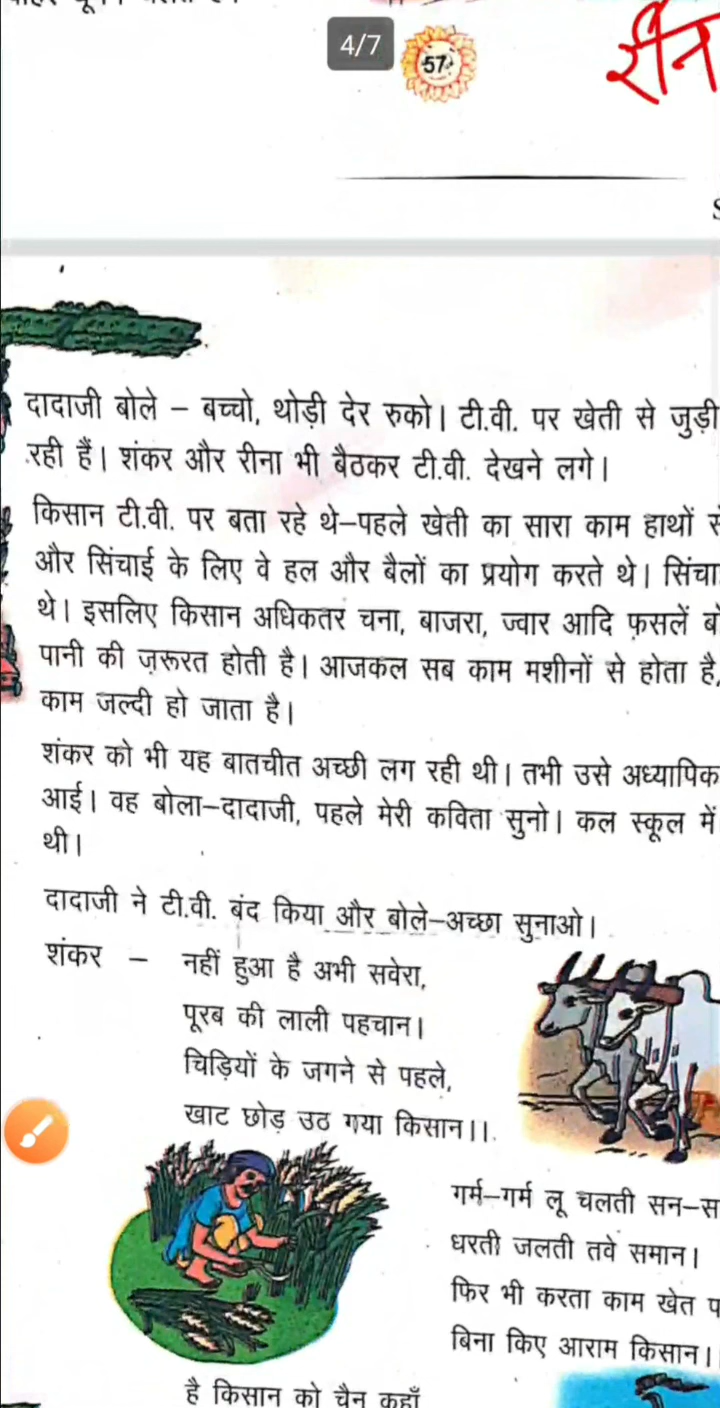 4/7
57
रीन
दादाजी बोले – बच्चो, थोड़ी देर रुको। टी.वी. पर खेती से जुड़ी
रही हैं। शंकर और रीना भी बैठकर टी.वी. देखने लगे।
किसान टी.वी. पर बता रहे थे–पहले खेती का सारा काम हाथों
और सिंचाई के लिए वे हल और बैलों का प्रयोग करते थे।
थे। इसलिए किसान अधिकतर चना, बाजरा, ज्वार आदि फ़सलें
पानी की ज़रूरत होती है। आजकल सब काम मशीनों से होता है,
काम जल्दी हो जाता है।
शंकर को भी यह बातचीत अच्छी लग रही थी। तभी उसे
आई। वह बोला–दादाजी, पहले मेरी कविता सुनो। कल स्कूल में
थी।
दादाजी ने टी.वी. बंद किया और बोले–अच्छा सुनाओ।
शंकर – नहीं हुआ है अभी सवेरा,
पूरब की लाली पहचान।
चिड़ियों के जगने से पहले,
खाट छोड़ उठ गया किसान।।
गर्म–गर्म लू चलती
धरती जलती तवे समान।
फिर भी करता काम खेत
बिना किए आराम किसान।
है किसान को चैन कहाँ